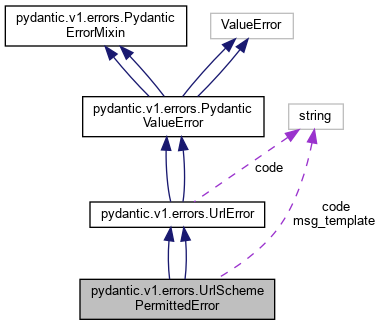 pydantic.v1.errors.Pydantic
ErrorMixin
ValueError
pydantic.v1.errors.Pydantic
ValueError
string
code
pydantic.v1.errors.UrlError
code
msg_template
pydantic.v1.errors.UrlScheme
PermittedError